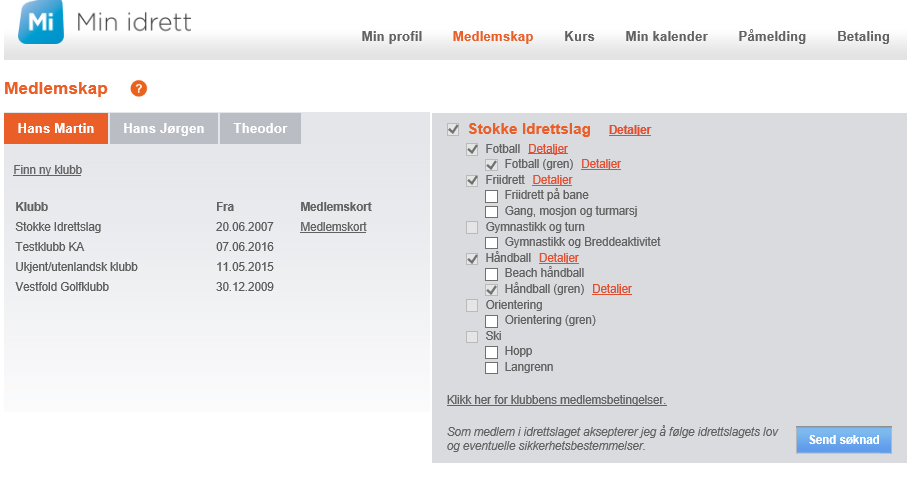 Mi Min idrett
Min profil Medlemskap Kurs Min kalender Påmelding Betaling
Medlemskap ?
Hans Martin Hans Jørgen Theodor
Finn ny klubb
Klubb Fra Medlemskort
Stokke Idrettslag 20.06.2007 Medlemskort
Testklubb KA 07.06.2016
Ukjent/utenlandsk klubb 11.05.2015
Vestfold Golfklubb 30.12.2009
Stokke Idrettslag Detaljer
Fotball Detaljer
Fotball (gren) Detaljer
Friidrett Detaljer
Friidrett på bane
Gang, mosjon og turmarsj
Gymnastikk og turn
Gymnastikk og Breddeaktivitet
Håndball Detaljer
Beach håndball
Håndball (gren) Detaljer
Orientering
Orientering (gren)
Ski
Hopp
Langrenn
Klikk her for klubbens medlemsbetingelser.
Som medlem i idrettslaget aksepterer jeg å følge idrettslagets lov
og eventuelle sikkerhetsbestemmelser.
Send søknad